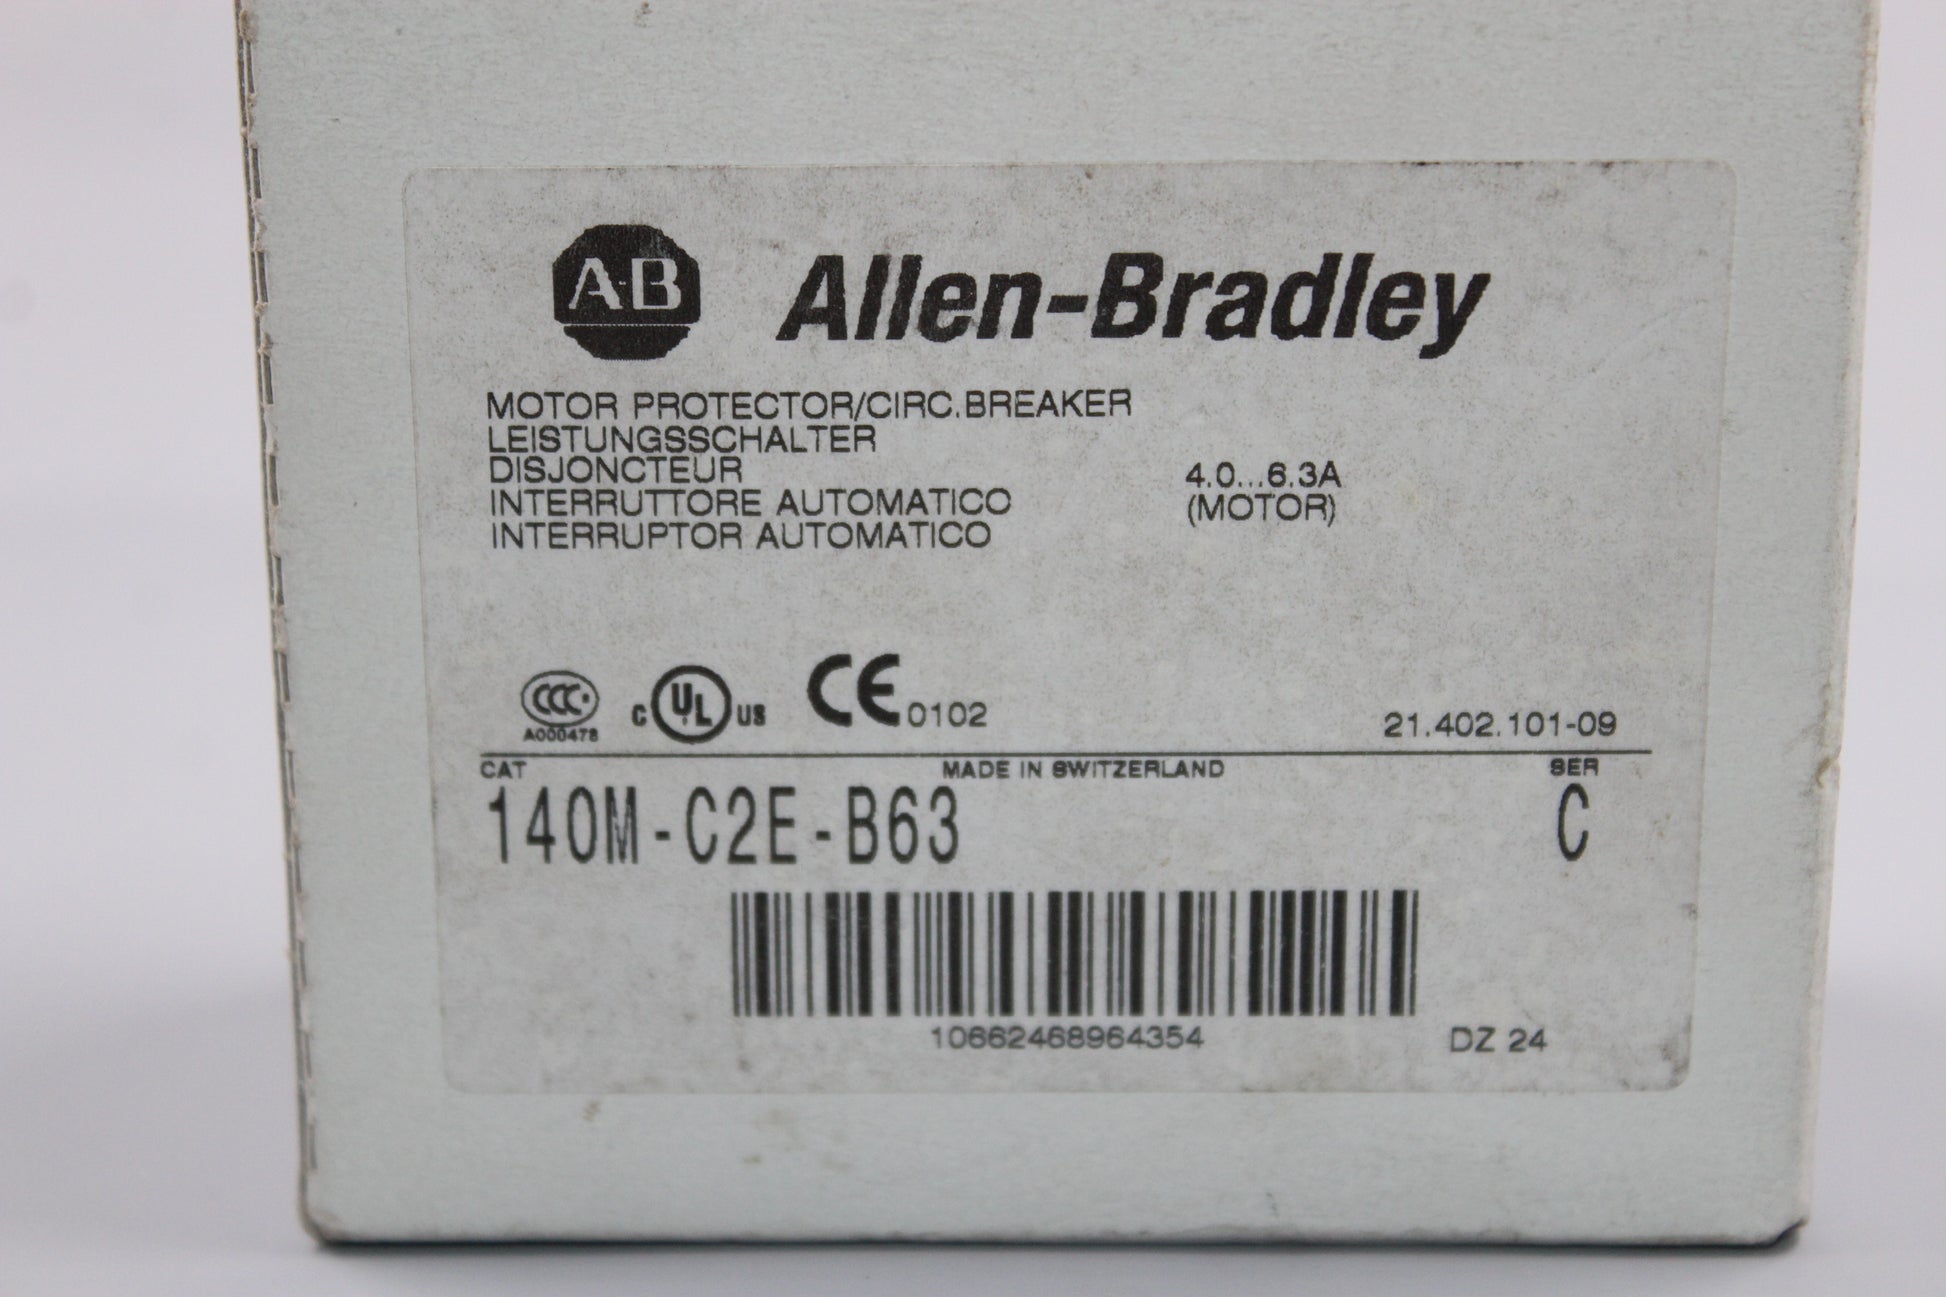 A-B Allen-Bradley
MOTOR PROTECTOR/CIRC.BREAKER
LEISTUNGSSCHALTER
DISJONCTEUR
INTERRUTTORE AUTOMATICO
INTERRUPTOR AUTOMATICO
4.0...6.3A
(MOTOR)
CCC
A000478
C UL US
CE 0102
21.402.101-09
CAT MADE IN SWITZERLAND SER
140M-C2E-B63 C
10662468964354 DZ 24